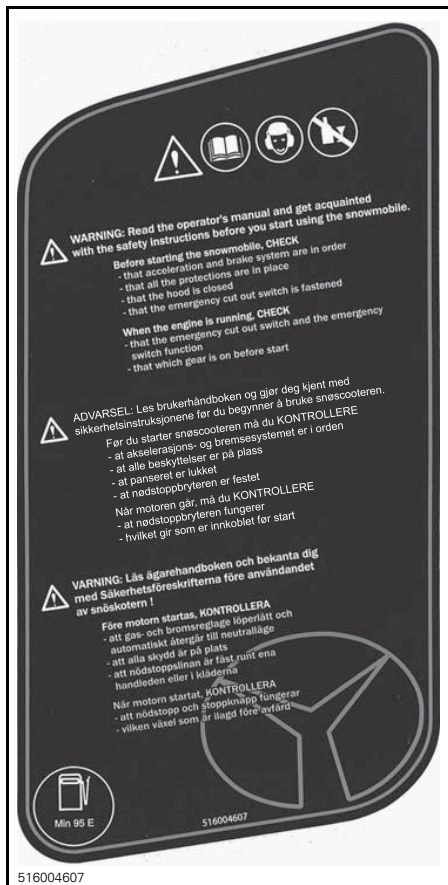 WARNING: Read the operator's manual and get acquainted
with the safety instructions before you start using the snowmobile.
Before starting the snowmobile, CHECK
- that acceleration and brake system are in order
- that all the protections are in place
- that the hood is closed
- that the emergency cut out switch is fastened
When the engine is running, CHECK
- that the emergency cut out switch and the emergency
switch function
- that which gear is on before start
ADVARSEL: Les brukerhåndboken og gjør deg kjent med
sikkerhetsinstruksjonene før du begynner å bruke snøscooteren.
Før du starter snøscooteren må du KONTROLLERE
- at akselerasjons- og bremsesystemet er i orden
- at alle beskyttelser er på plass
- at panseret er lukket
- at nødstoppbryteren er festet
Når motoren går, må du KONTROLLERE
- at nødstoppbryteren fungerer
- hvilket gir som er innkoblet før start
VARNING: Läs ägarehandboken och bekanta dig
med Säkerhetsföreskrifterna före användandet
av snöskotern !
Före motorn startas, KONTROLLERA
- att gas- och bromsreglage löperlätt och
automatiskt återgår till neutralläge
- att alla skydd är på plats
- att nödstoppslinan är fäst runt ena
handleden eller i kläderna
När motorn startat, KONTROLLERA
- att nödstopp och stoppknapp fungerar
- vilken växel som är ilagd före avfärd
Min 95 E
516004607
516004607